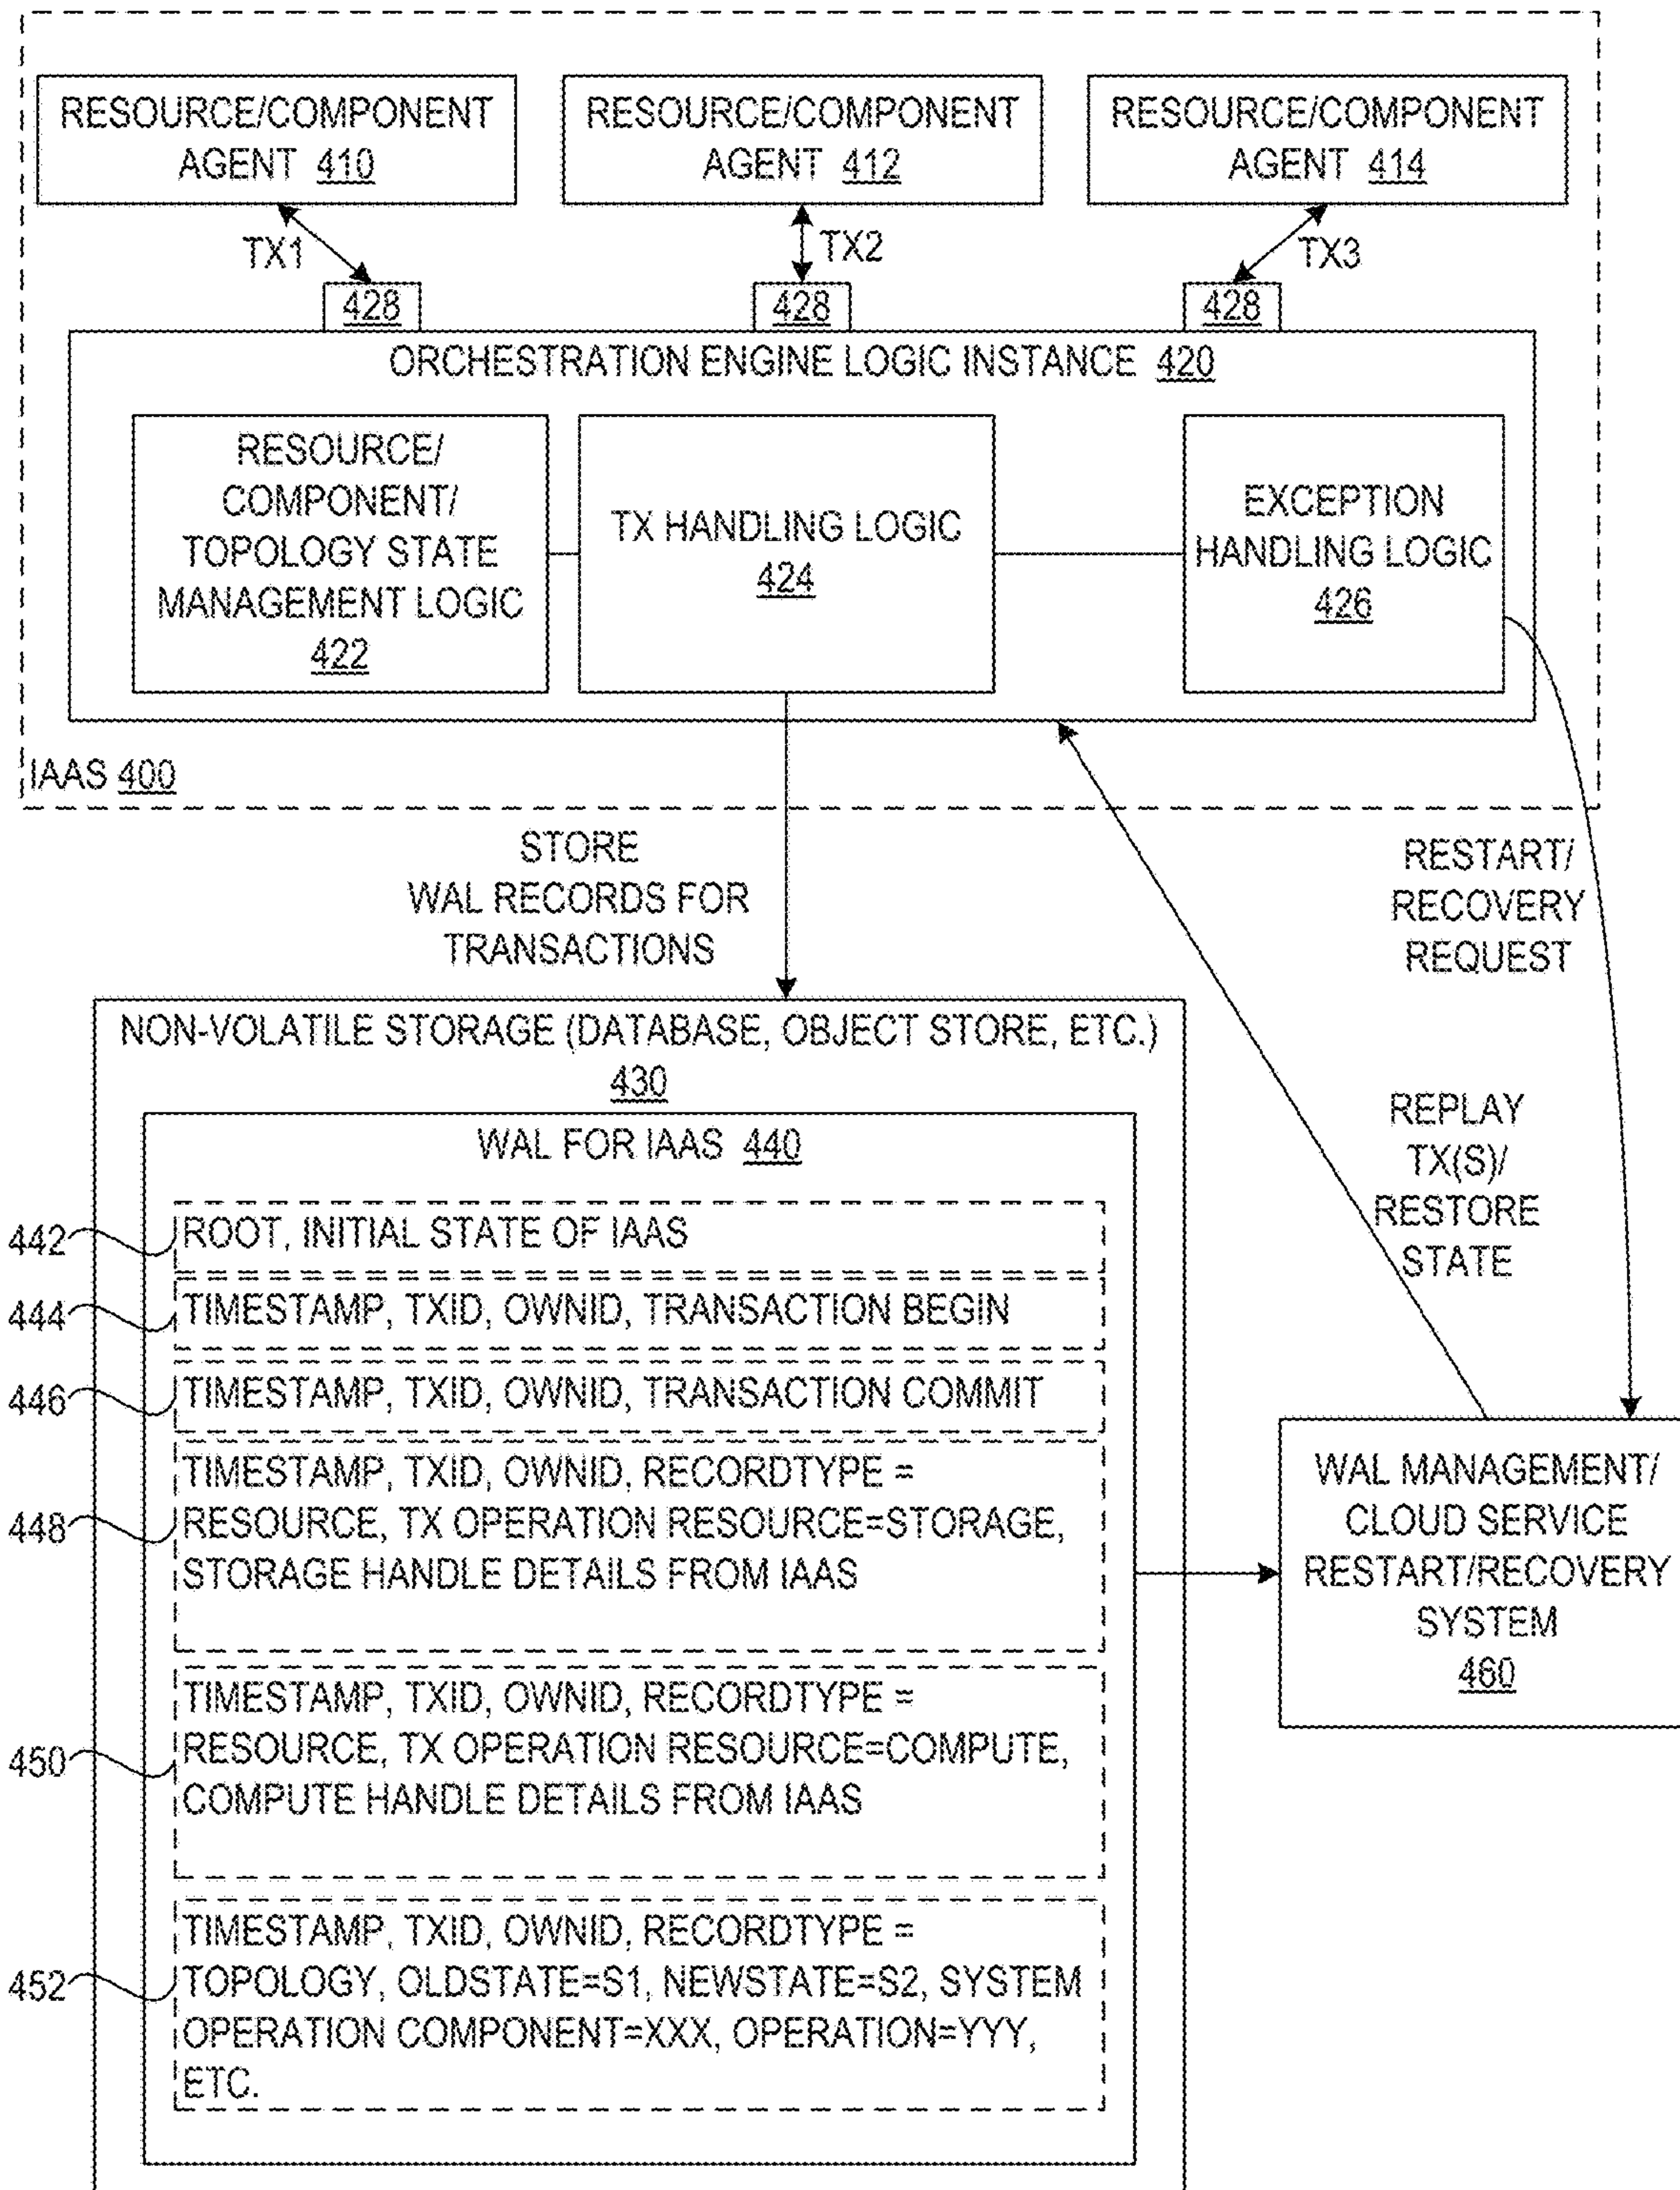 RESOURCE/COMPONENT
AGENT 410
RESOURCE/COMPONENT
AGENT 412
RESOURCE/COMPONENT
AGENT 414
TX1
TX2
TX3
428
428
428
ORCHESTRATION ENGINE LOGIC INSTANCE 420
RESOURCE/
COMPONENT/
TOPOLOGY STATE
MANAGEMENT LOGIC
422
TX HANDLING LOGIC
424
EXCEPTION
HANDLING LOGIC
426
IAAS 400
STORE
WAL RECORDS FOR
TRANSACTIONS
RESTART/
RECOVERY
REQUEST
NON-VOLATILE STORAGE (DATABASE, OBJECT STORE, ETC.)
430
REPLAY
TX(S)/
RESTORE
STATE
WAL FOR IAAS 440
442
ROOT, INITIAL STATE OF IAAS
444
TIMESTAMP, TXID, OWNID, TRANSACTION BEGIN
446
TIMESTAMP, TXID, OWNID, TRANSACTION COMMIT
448
TIMESTAMP, TXID, OWNID, RECORDTYPE =
RESOURCE, TX OPERATION RESOURCE=STORAGE,
STORAGE HANDLE DETAILS FROM IAAS
450
TIMESTAMP, TXID, OWNID, RECORDTYPE =
RESOURCE, TX OPERATION RESOURCE=COMPUTE,
COMPUTE HANDLE DETAILS FROM IAAS
452
TIMESTAMP, TXID, OWNID, RECORDTYPE =
TOPOLOGY, OLDSTATE=S1, NEWSTATE=S2, SYSTEM
OPERATION COMPONENT=XXX, OPERATION=YYY,
ETC.
WAL MANAGEMENT/
CLOUD SERVICE
RESTART/RECOVERY
SYSTEM
460